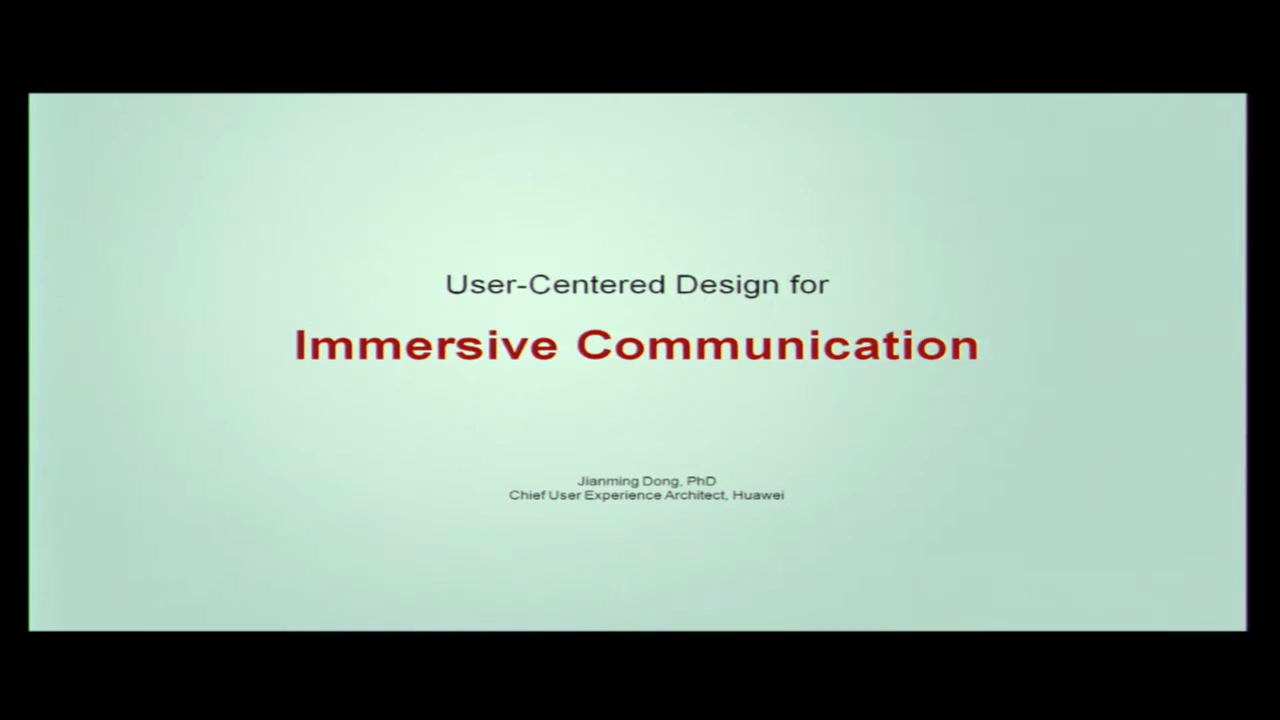 User-Centered Design for
Immersive Communication
Jianming Dong, PhD
Chief User Experience Architect, Huawei